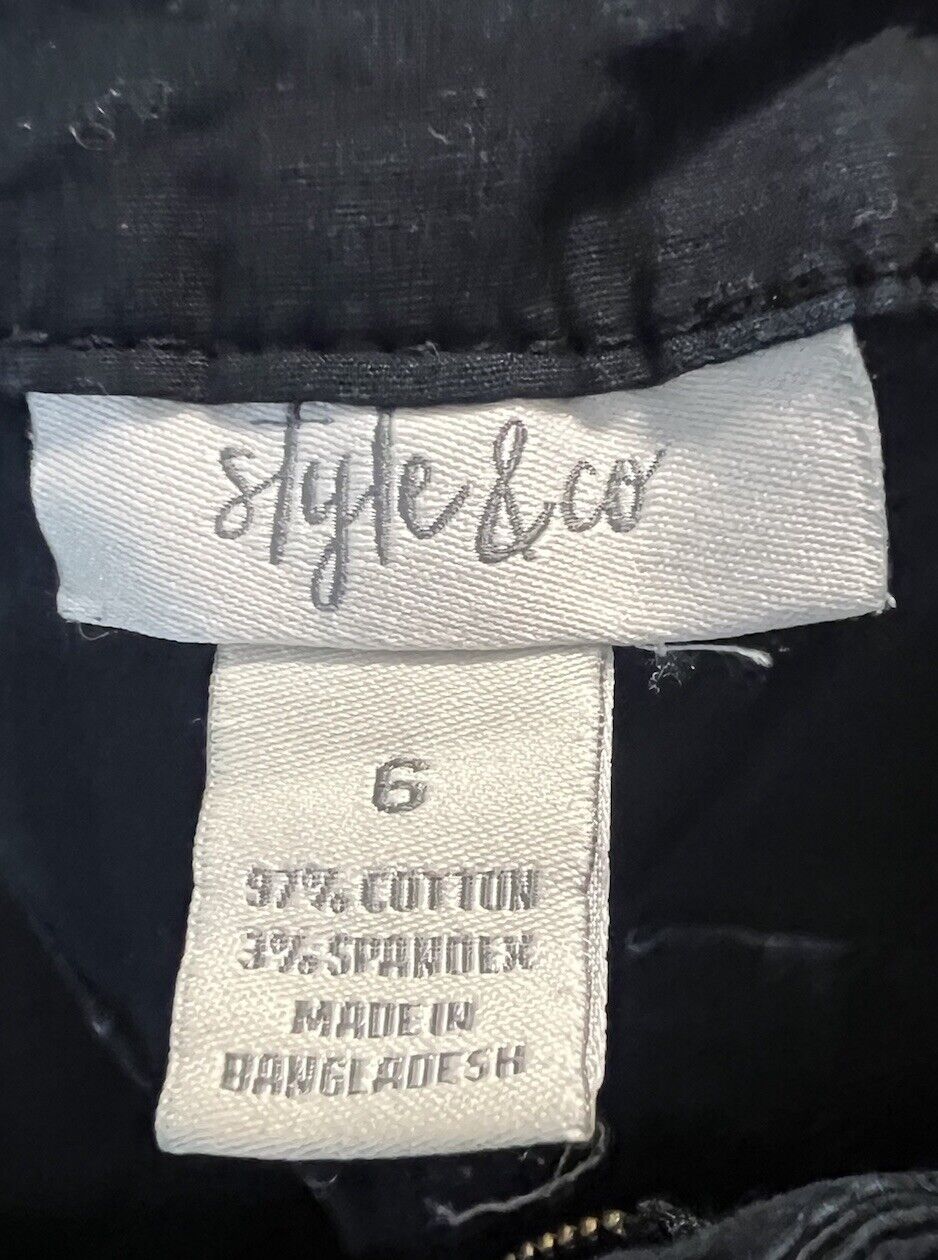 style & co
6
97% COTTON
3% SPANDEX
MADE IN
BANGLADESH